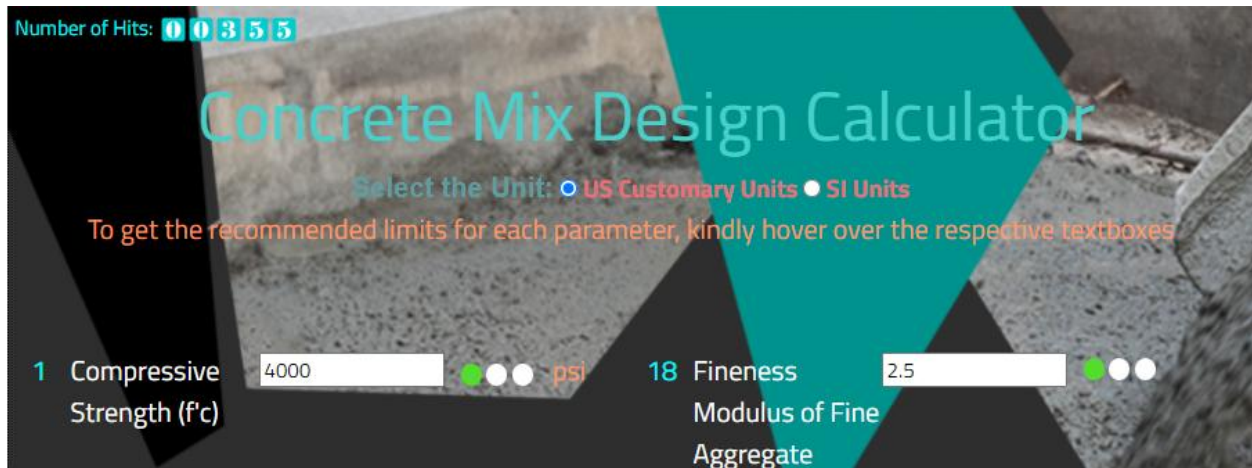 Number of Hits: 00355
Concrete Mix Design Calculator
Select the Unit: US Customary Units SI Units
To get the recommended limits for each parameter, kindly hover over the respective textboxes
1 Compressive Strength (f'c) 4000 psi
18 Fineness Modulus of Fine Aggregate 2.5